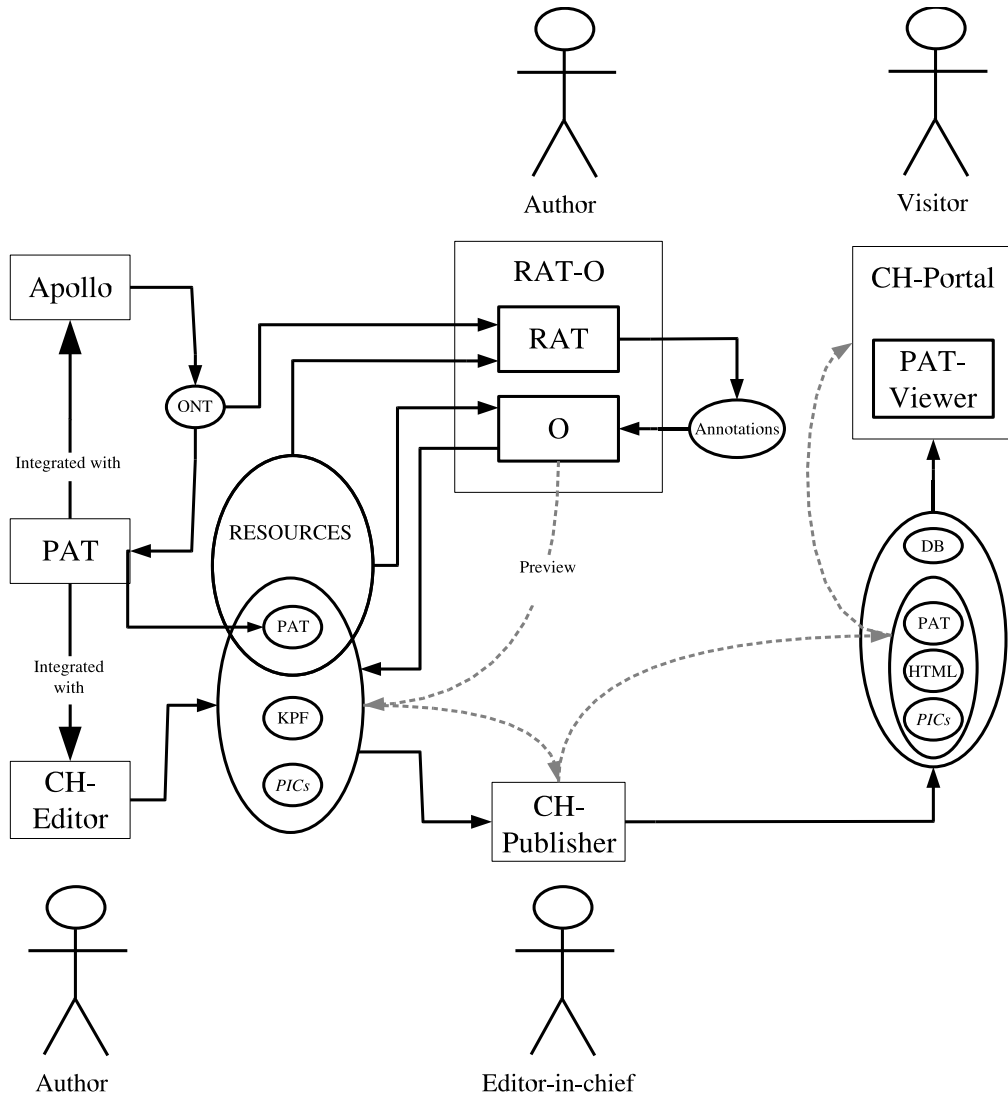 Author
Visitor
Apollo
RAT-O
CH-Portal
RAT
PAT-
Viewer
ONT
O
Annotations
Integrated with
RESOURCES
PAT
DB
Preview
PAT
PAT
Integrated
with
HTML
KPF
PICs
PICs
CH-
Editor
CH-
Publisher
Author
Editor-in-chief